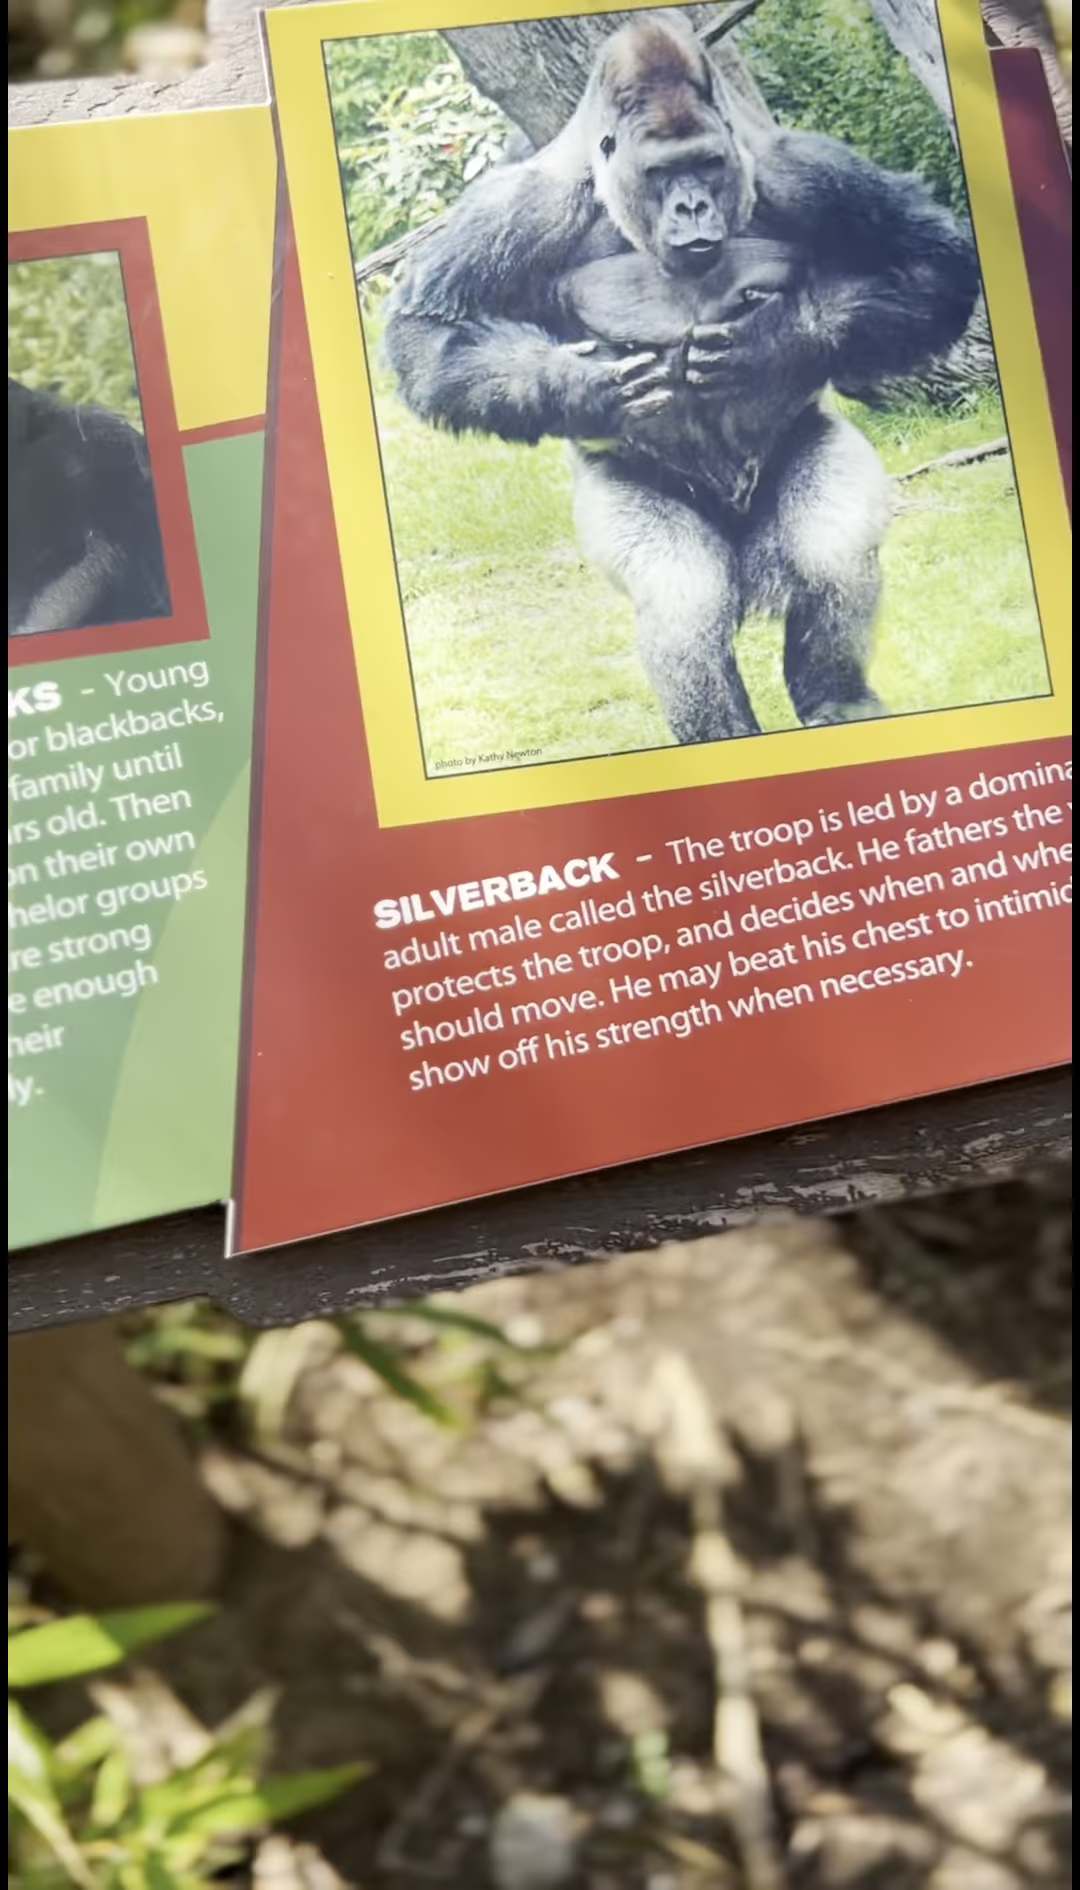 KS - Young
or blackbacks,
family until
rs old. Then
on their own
helor groups
re strong
e enough
heir
ly.
photo by Kathy Newton
SILVERBACK - The troop is led by a domina
adult male called the silverback. He fathers the
protects the troop, and decides when and whe
should move. He may beat his chest to intimid
show off his strength when necessary.